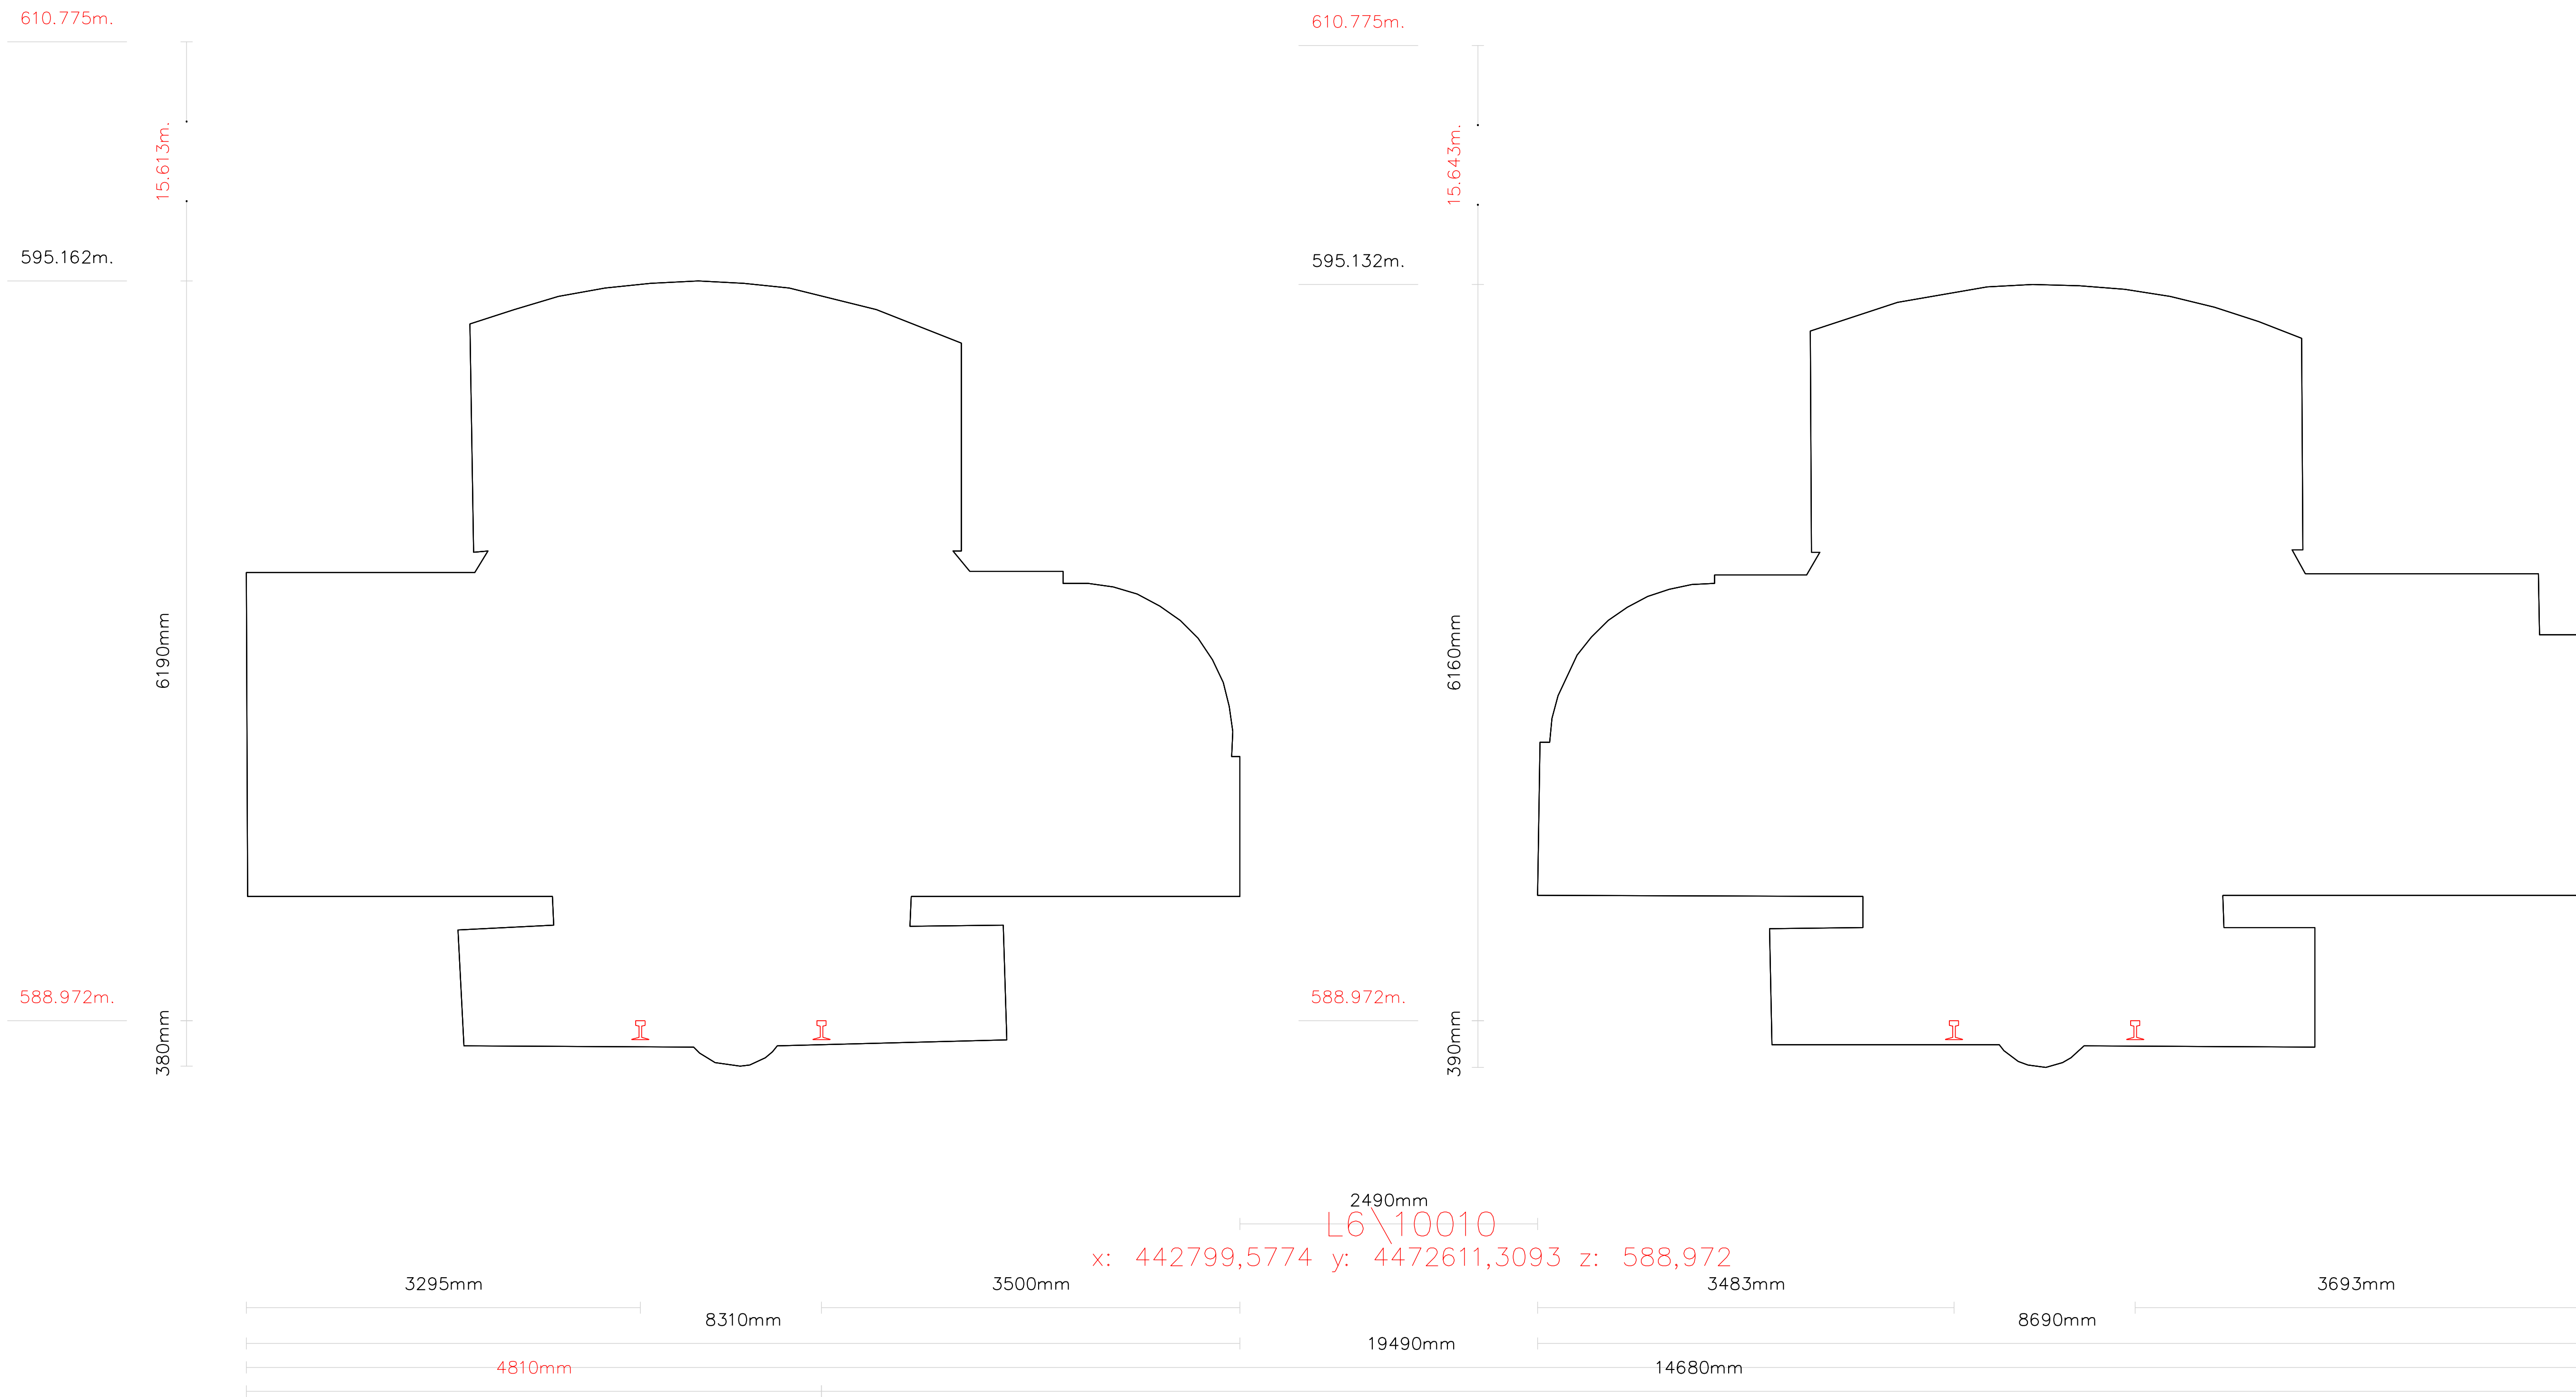 610.775m.
610.775m.
15.613m.
15.643m.
595.162m.
595.132m.
6190mm
6160mm
588.972m.
588.972m.
380mm
390mm
2490mm
L6\10010
x: 442799,5774 y: 4472611,3093 z: 588,972
3295mm
3500mm
3483mm
3693mm
8310mm
8690mm
19490mm
4810mm
14680mm